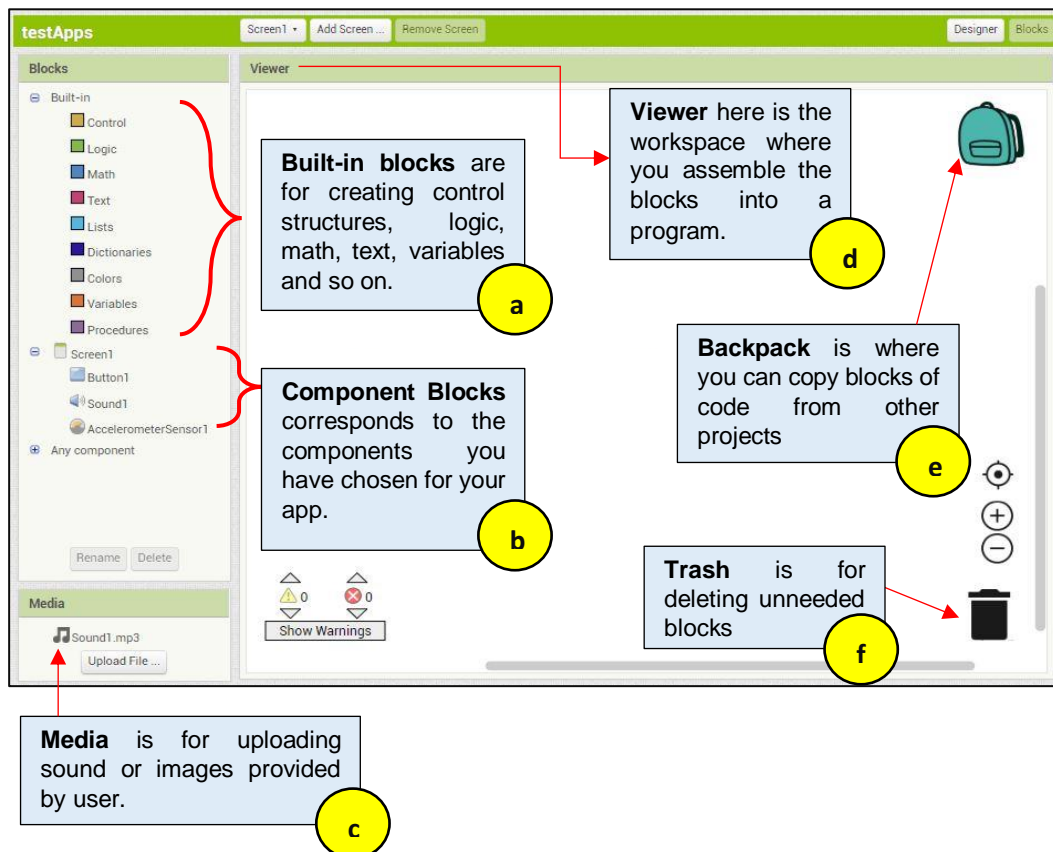 testApps
Screen1
Add Screen ...
Remove Screen
Designer
Blocks
Blocks
Built-in
Control
Logic
Math
Text
Lists
Dictionaries
Colors
Variables
Procedures
Screen1
Button1
Sound1
AccelerometerSensor1
Any component
Rename
Delete
Media
Sound1.mp3
Upload File ...
Viewer
Built-in blocks are
for creating control
structures, logic,
math, text, variables
and so on.
a
Component Blocks
corresponds to the
components you
have chosen for your
app.
b
0
0
Show Warnings
Viewer here is the
workspace where
you assemble the
blocks into a
program.
d
Backpack is where
you can copy blocks of
code from other
projects
e
Trash is for
deleting unneeded
blocks
f
Media is for uploading
sound or images provided
by user.
c